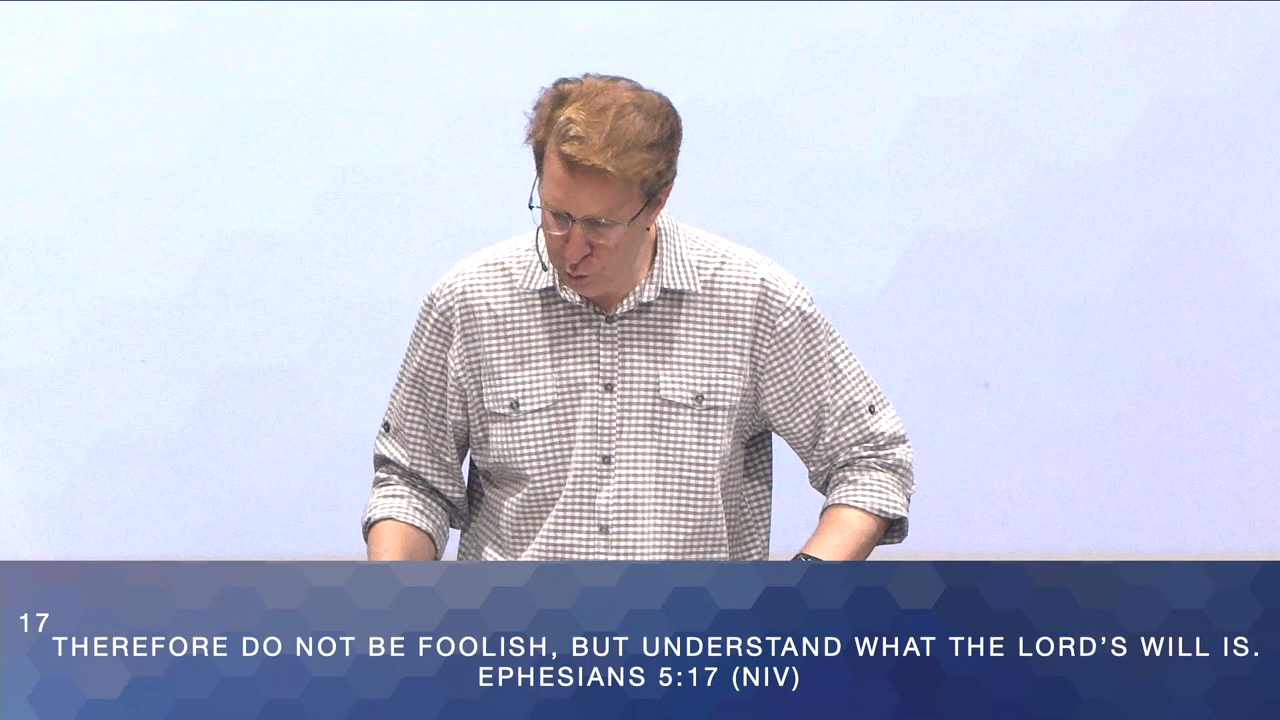 17
THEREFORE DO NOT BE FOOLISH, BUT UNDERSTAND WHAT THE LORD’S WILL IS.
EPHESIANS 5:17 (NIV)